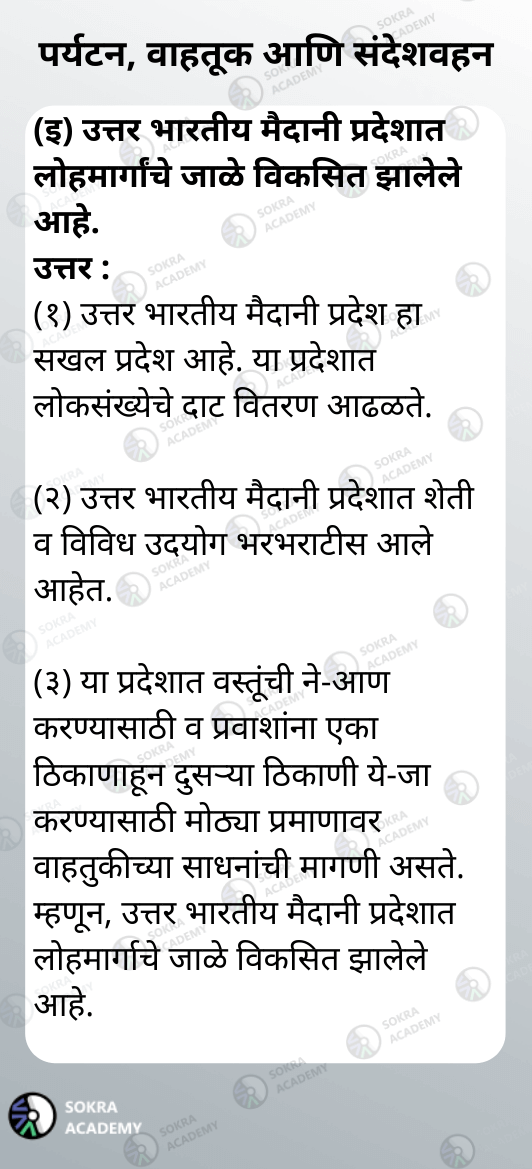 पर्यटन, वाहतूक आणि संदेशवहन
(इ) उत्तर भारतीय मैदानी प्रदेशात
लोहमार्गांचे जाळे विकसित झालेले
आहे.
उत्तर :
(१) उत्तर भारतीय मैदानी प्रदेश हा
सखल प्रदेश आहे. या प्रदेशात
लोकसंख्येचे दाट वितरण आढळते.
(२) उत्तर भारतीय मैदानी प्रदेशात शेती
व विविध उदयोग भरभराटीस आले
आहेत.
(३) या प्रदेशात वस्तूंची ने-आण
करण्यासाठी व प्रवाशांना एका
ठिकाणाहून दुसऱ्या ठिकाणी ये-जा
करण्यासाठी मोठ्या प्रमाणावर
वाहतुकीच्या साधनांची मागणी असते.
म्हणून, उत्तर भारतीय मैदानी प्रदेशात
लोहमार्गाचे जाळे विकसित झालेले
आहे.
SOKRA
ACADEMY